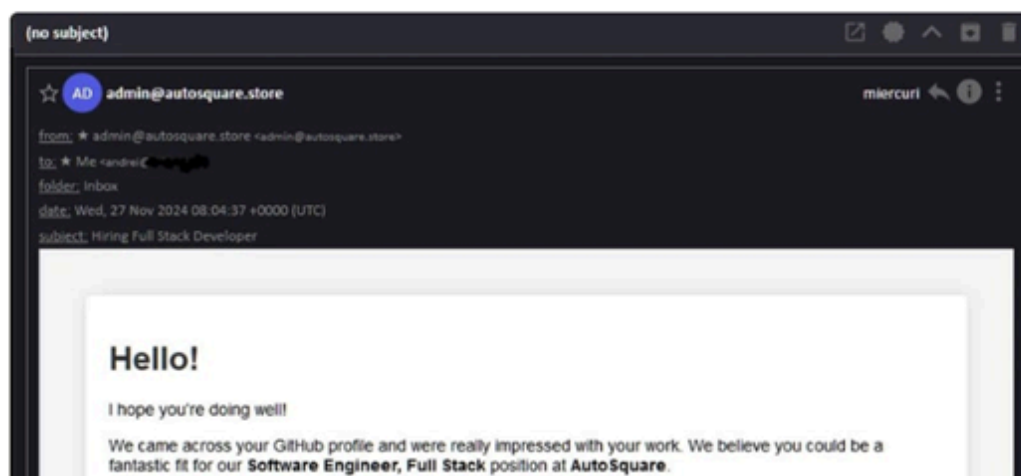 (no subject)
AD admin@autosquare.store miercuri
from: ★ admin@autosquare.store <admin@autosquare.store>
to: ★ Me <andrei
folder: Inbox
date: Wed, 27 Nov 2024 08:04:37 +0000 (UTC)
subject: Hiring Full Stack Developer
Hello!
I hope you're doing well!
We came across your GitHub profile and were really impressed with your work. We believe you could be a
fantastic fit for our Software Engineer, Full Stack position at AutoSquare.